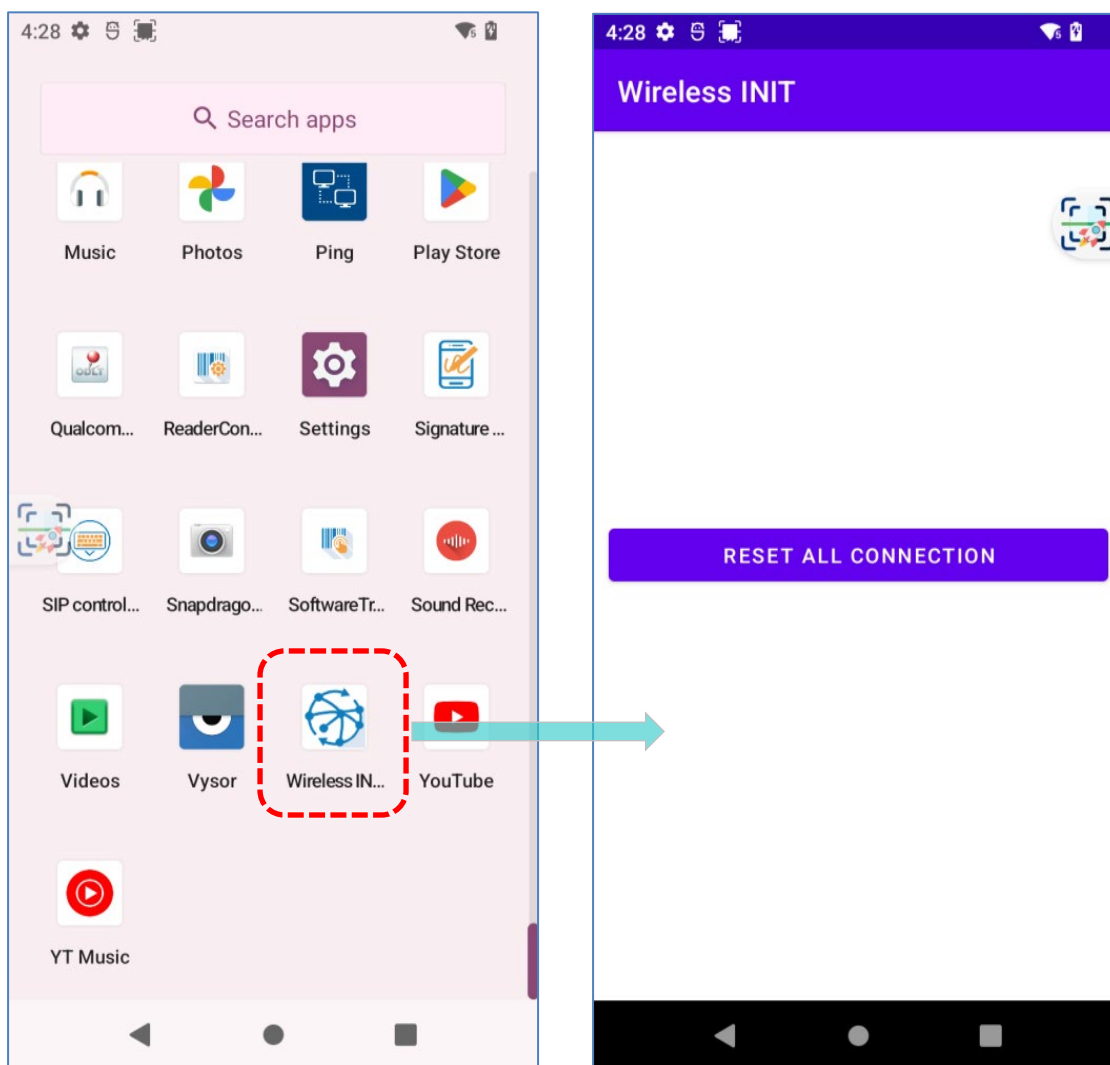 4:28
Search apps
Music
Photos
Ping
Play Store
Qualcom...
ReaderCon...
Settings
Signature ...
SIP control...
Snapdrago...
SoftwareTr...
Sound Rec...
Videos
Vysor
Wireless IN...
YouTube
YT Music
4:28
Wireless INIT
RESET ALL CONNECTION